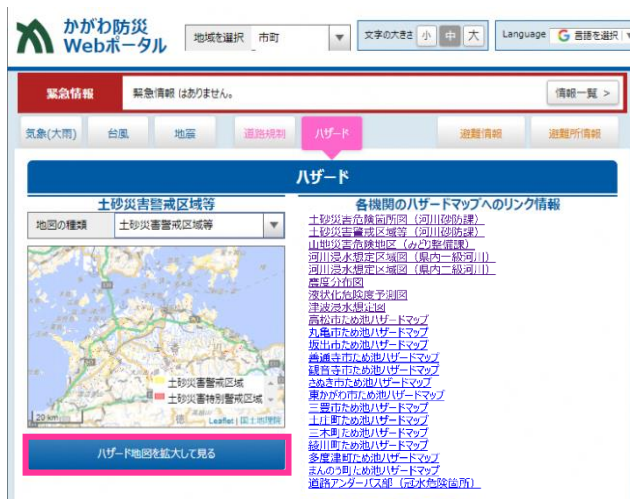 かがわ防災
Webポータル
地域を選択 市町
文字の大きさ 小 中 大
Language G 言語を選択
緊急情報 緊急情報 はありません。 情報一覧 >
気象(大雨) 台風 地震 道路規制 ハザード 避難情報 避難所情報
ハザード
土砂災害警戒区域等
地図の種類 土砂災害警戒区域等
土砂災害警戒区域
土砂災害特別警戒区域
20 km
Leaflet | 国土地理院
ハザード地図を拡大して見る
各機関のハザードマップへのリンク情報
土砂災害危険箇所図（河川砂防課）
土砂災害警戒区域等（河川砂防課）
山地災害危険地区（みどり整備課）
河川浸水想定区域図（県内一級河川）
河川浸水想定区域図（県内二級河川）
震度分布図
液状化危険度予測図
津波浸水想定図
高松市ため池ハザードマップ
丸亀市ため池ハザードマップ
坂出市ため池ハザードマップ
善通寺市ため池ハザードマップ
観音寺市ため池ハザードマップ
さぬき市ため池ハザードマップ
東かがわ市ため池ハザードマップ
三豊市ため池ハザードマップ
土庄町ため池ハザードマップ
三木町ため池ハザードマップ
綾川町ため池ハザードマップ
多度津町ため池ハザードマップ
まんのう町ため池ハザードマップ
道路アンダーパス部（冠水危険箇所）